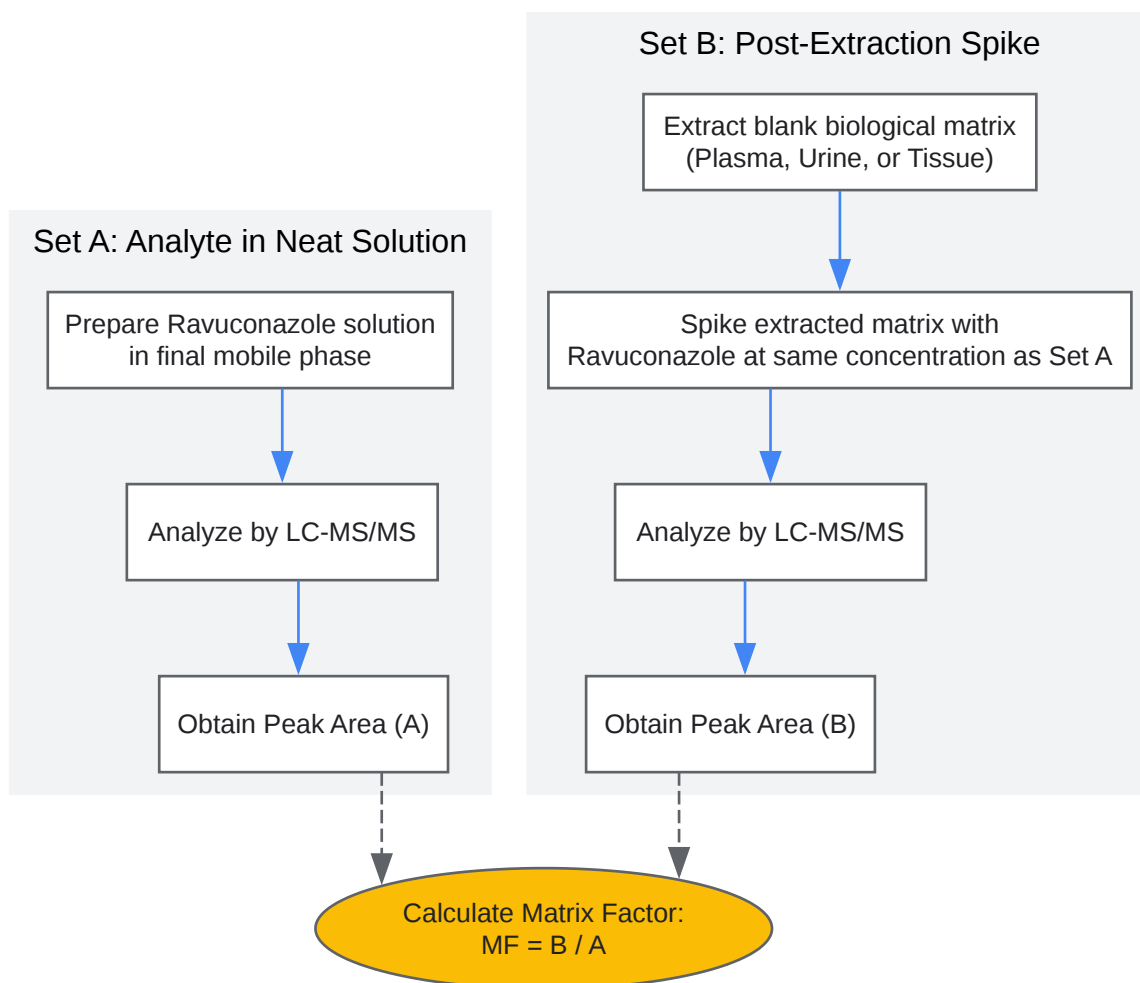 Set A: Analyte in Neat Solution
Prepare Ravuconazole solution
in final mobile phase
Analyze by LC-MS/MS
Obtain Peak Area (A)
Set B: Post-Extraction Spike
Extract blank biological matrix
(Plasma, Urine, or Tissue)
Spike extracted matrix with
Ravuconazole at same concentration as Set A
Analyze by LC-MS/MS
Obtain Peak Area (B)
Calculate Matrix Factor:
MF = B / A